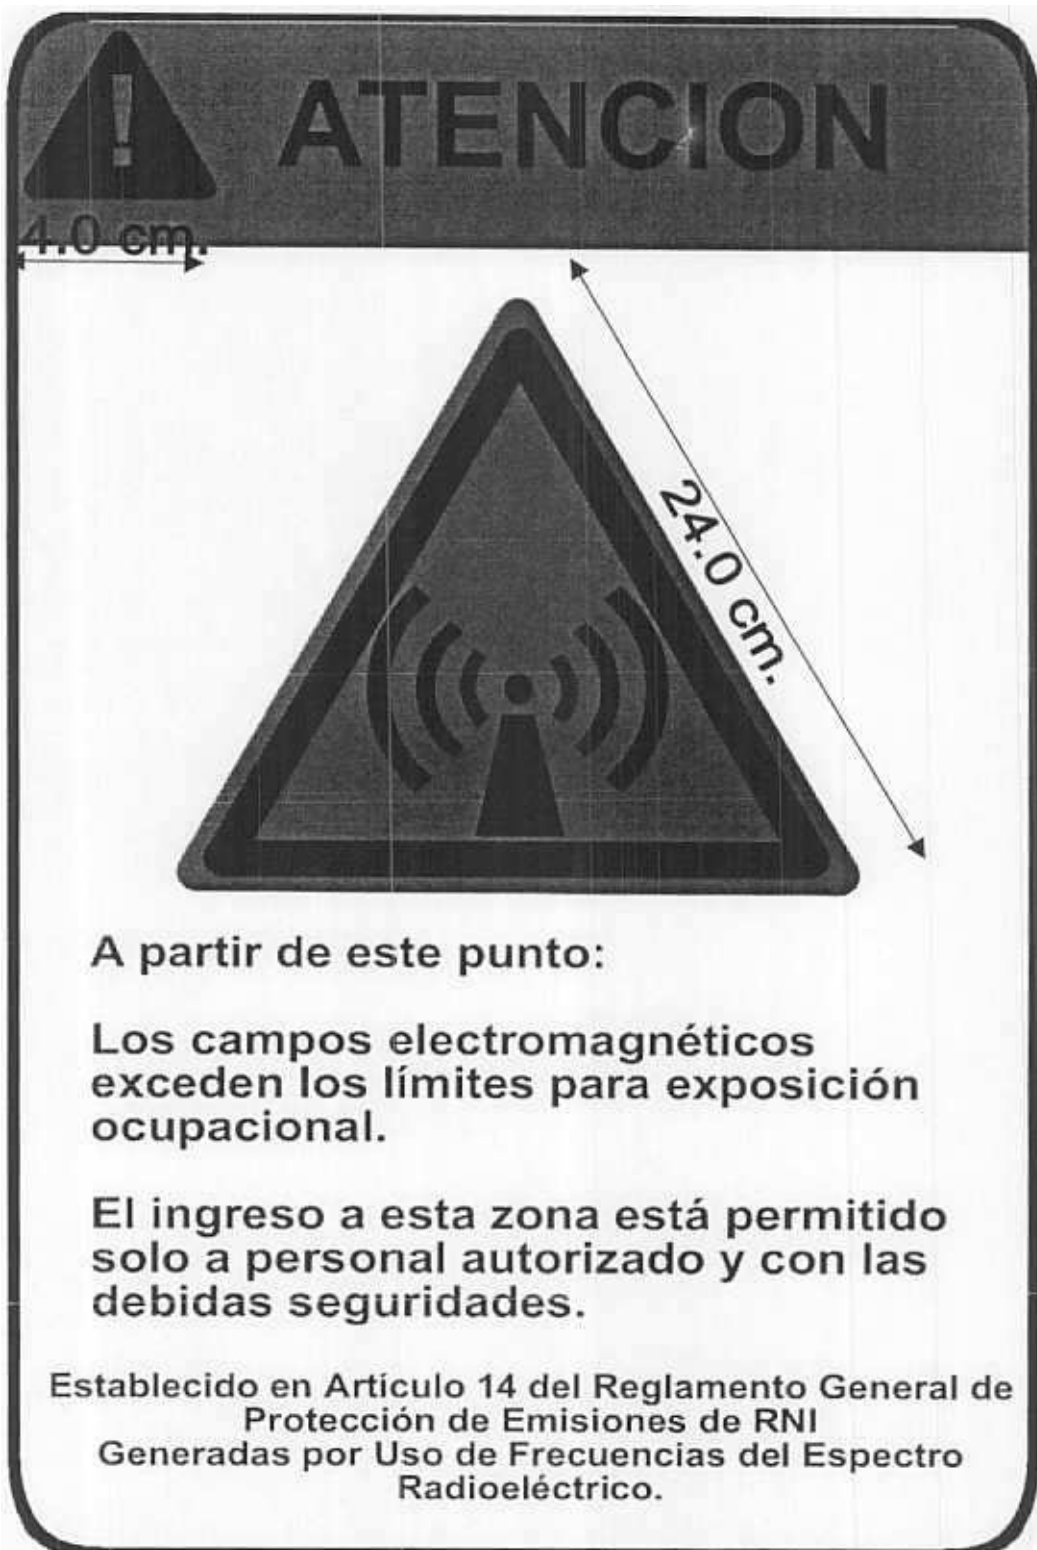 ! ATENCION
4.0 cm.
24.0 cm.
A partir de este punto:
Los campos electromagnéticos
exceden los límites para exposición
ocupacional.
El ingreso a esta zona está permitido
solo a personal autorizado y con las
debidas seguridades.
Establecido en Artículo 14 del Reglamento General de
Protección de Emisiones de RNI
Generadas por Uso de Frecuencias del Espectro
Radioeléctrico.